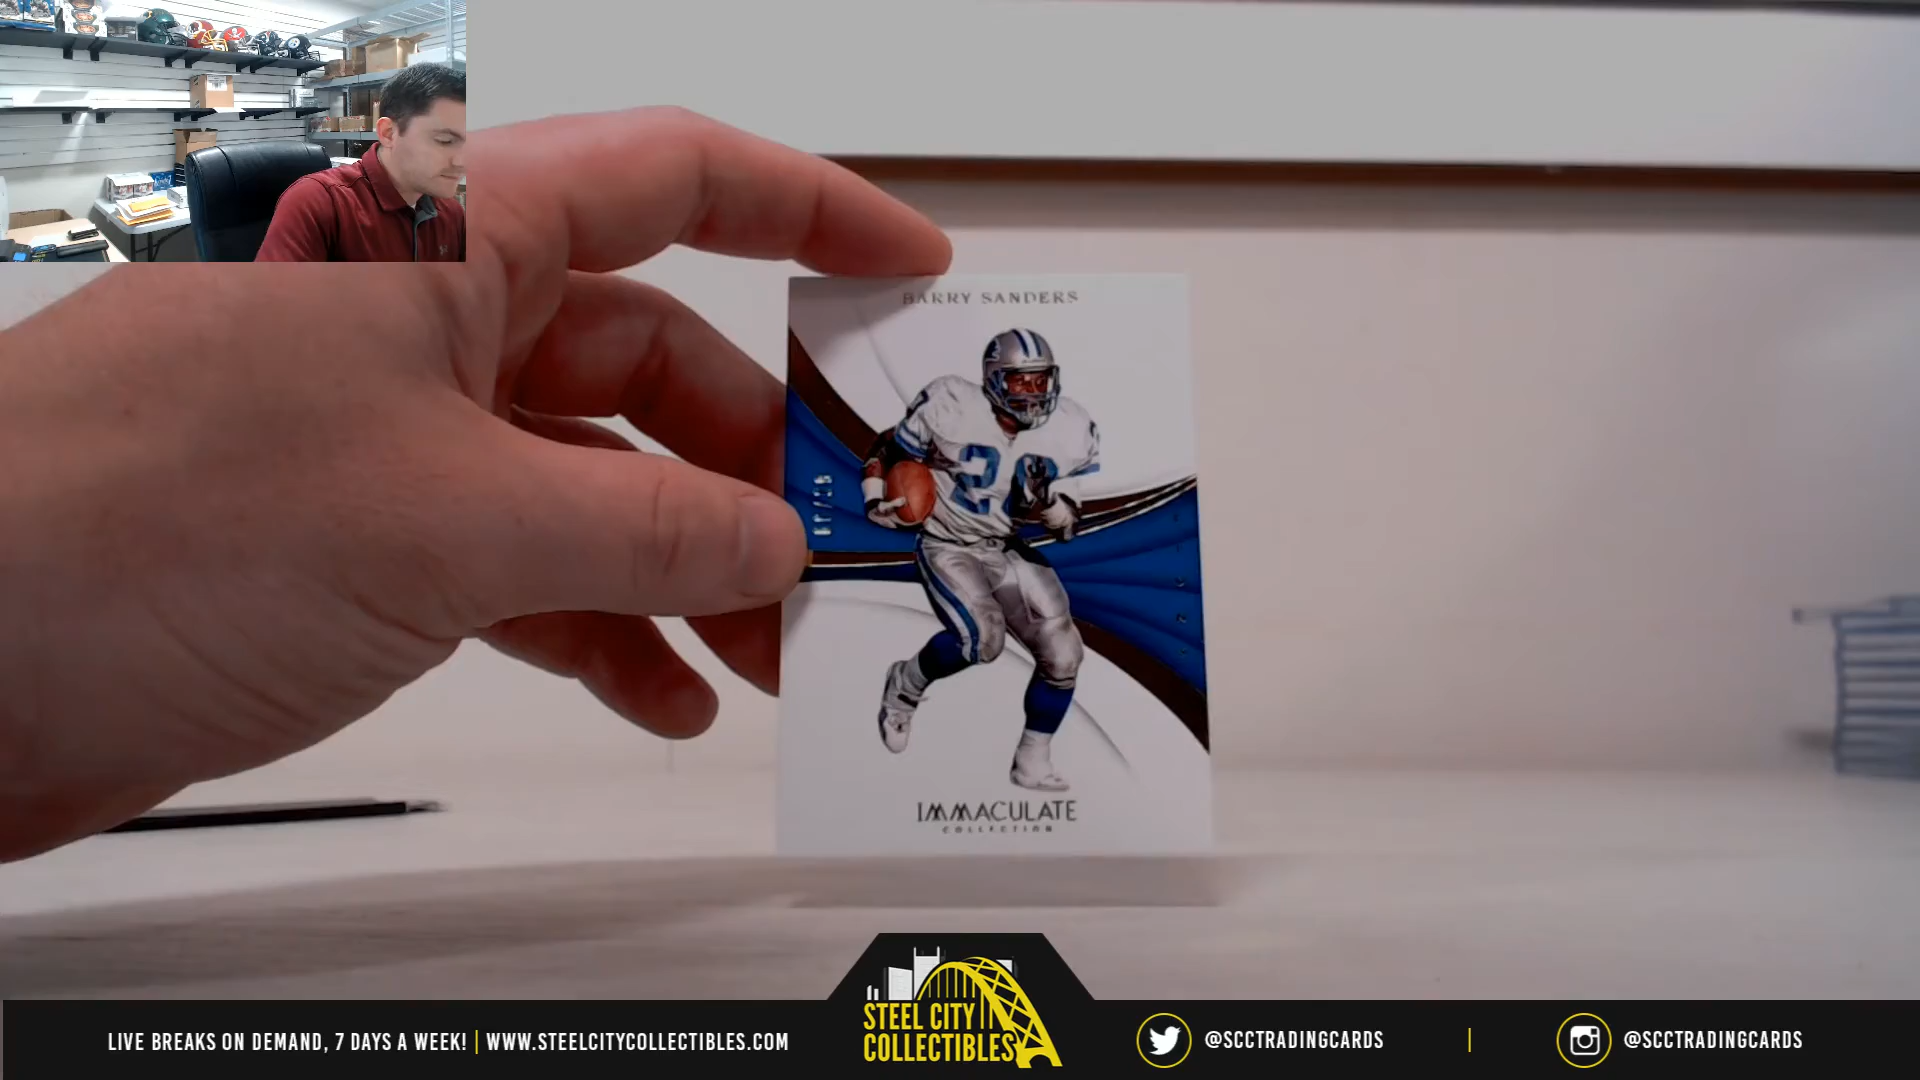 BARRY SANDERS
20
IMMACULATE
COLLECTION
STEEL CITY
COLLECTIBLES
LIVE BREAKS ON DEMAND, 7 DAYS A WEEK! | WWW.STEELCITYCOLLECTIBLES.COM
@SCCTRADINGCARDS | @SCCTRADINGCARDS